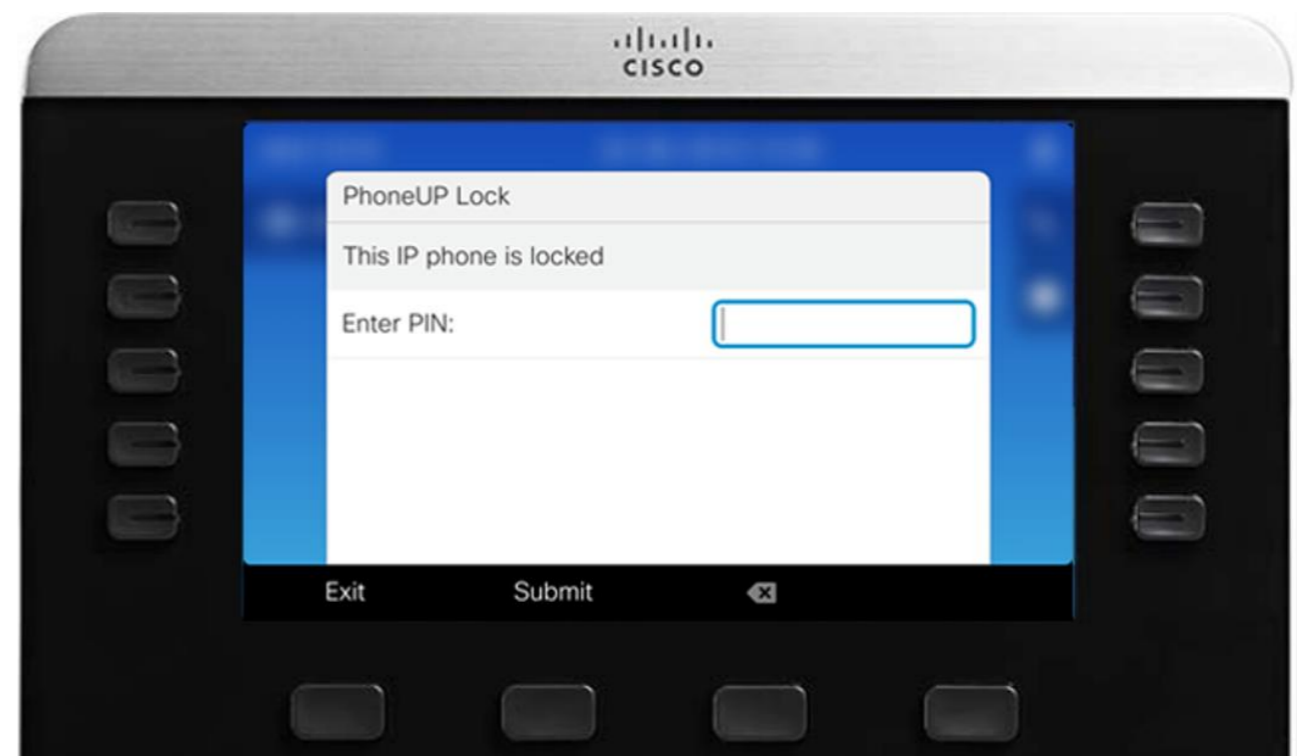 CISCO
PhoneUP Lock
This IP phone is locked
Enter PIN:
Exit Submit